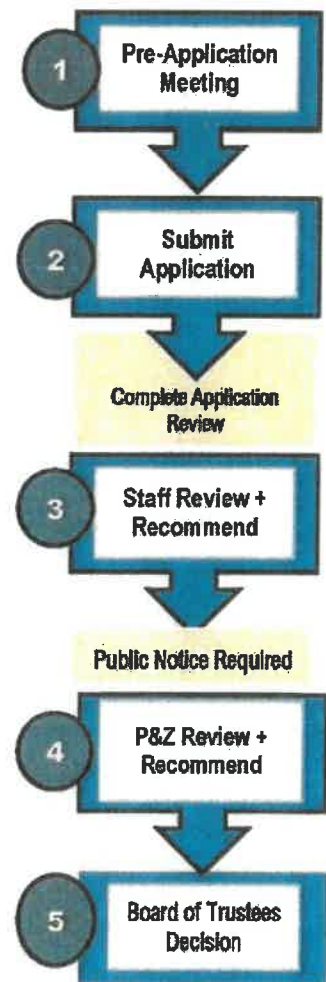 1
Pre-Application
Meeting
2
Submit
Application
Complete Application
Review
3
Staff Review +
Recommend
Public Notice Required
4
P&Z Review +
Recommend
5
Board of Trustees
Decision